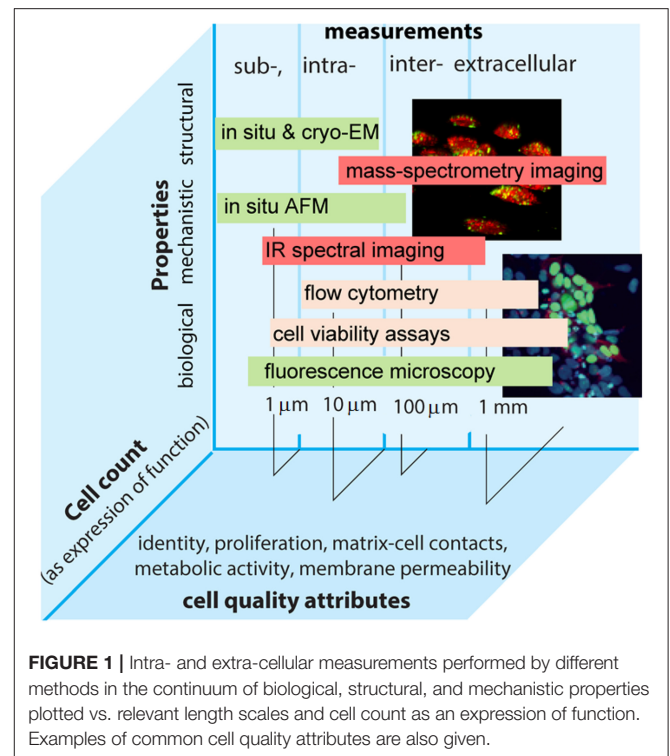 measurements
sub-, intra- inter- extracellular
Properties
biological mechanistic structural
in situ & cryo-EM
mass-spectrometry imaging
in situ AFM
IR spectral imaging
flow cytometry
cell viability assays
fluorescence microscopy
1 μm 10 μm 100 μm 1 mm
Cell count
(as expression of function)
identity, proliferation, matrix-cell contacts,
metabolic activity, membrane permeability
cell quality attributes
FIGURE 1 | Intra- and extra-cellular measurements performed by different
methods in the continuum of biological, structural, and mechanistic properties
plotted vs. relevant length scales and cell count as an expression of function.
Examples of common cell quality attributes are also given.